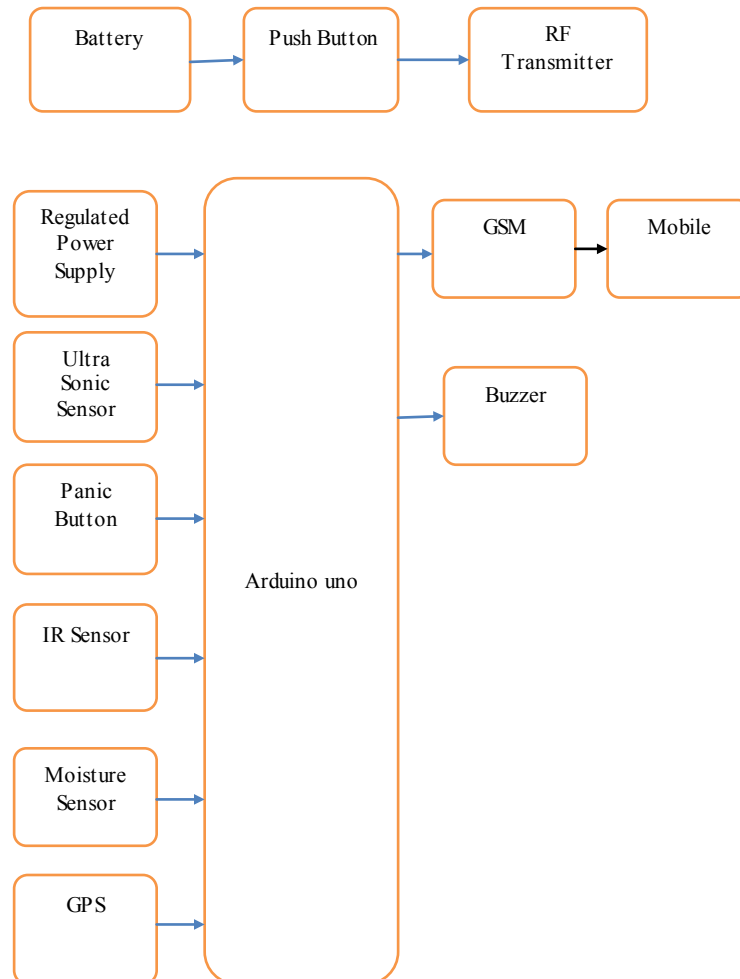 Battery
Push Button
RF
Transmitter
Regulated
Power
Supply
GSM
Mobile
Ultra
Sonic
Sensor
Buzzer
Panic
Button
Arduino uno
IR Sensor
Moisture
Sensor
GPS